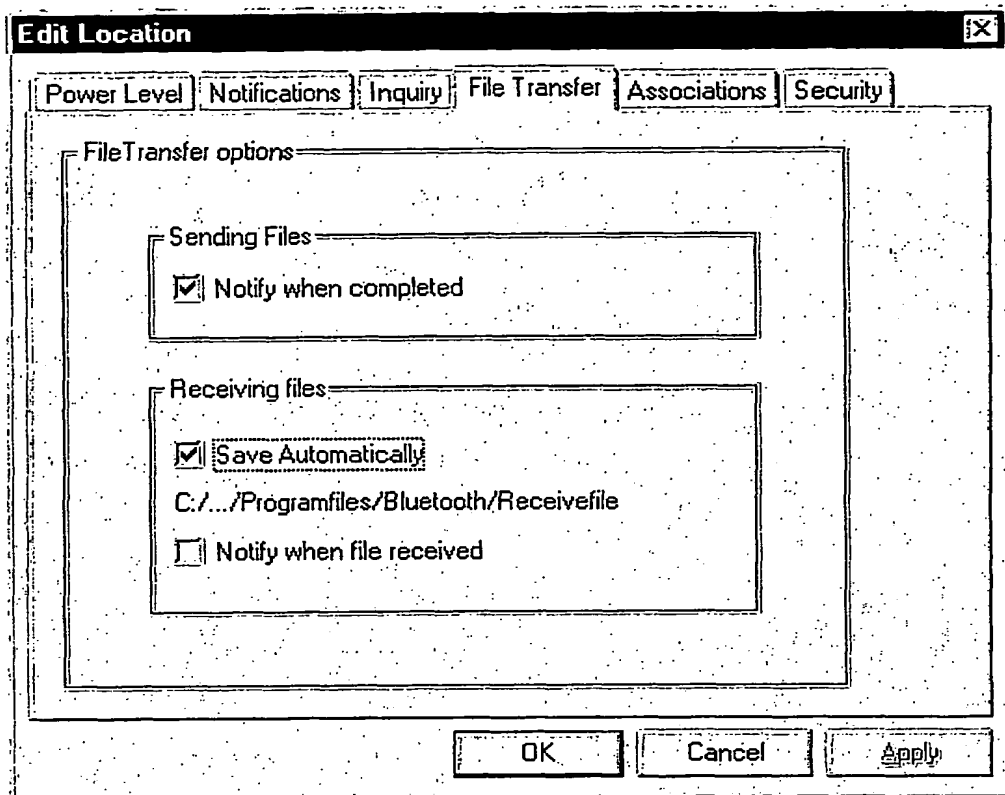 Edit Location
Power Level Notifications Inquiry File Transfer Associations Security
FileTransfer options
Sending Files
Notify when completed
Receiving files
Save Automatically
C:/.../Programfiles/Bluetooth/Receivefile
Notify when file received
OK Cancel Apply